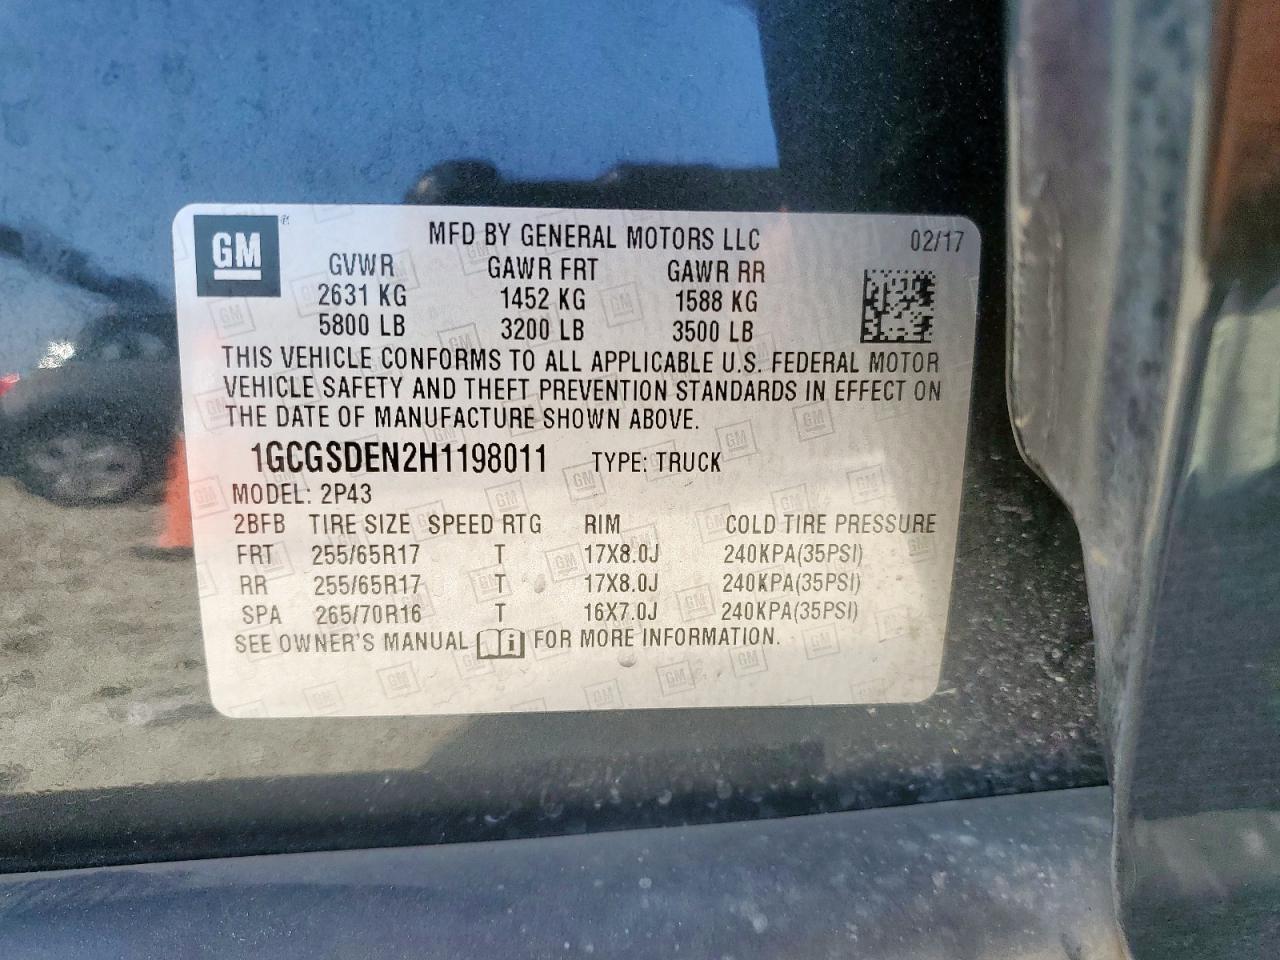 GM ® MFD BY GENERAL MOTORS LLC 02/17
GVWR GAWR FRT GAWR RR
2631 KG 1452 KG 1588 KG
5800 LB 3200 LB 3500 LB
THIS VEHICLE CONFORMS TO ALL APPLICABLE U.S. FEDERAL MOTOR
VEHICLE SAFETY AND THEFT PREVENTION STANDARDS IN EFFECT ON
THE DATE OF MANUFACTURE SHOWN ABOVE.
1GCGSDEN2H1198011 TYPE: TRUCK
MODEL: 2P43
2BFB TIRE SIZE SPEED RTG RIM COLD TIRE PRESSURE
FRT 255/65R17 T 17X8.0J 240KPA(35PSI)
RR 255/65R17 T 17X8.0J 240KPA(35PSI)
SPA 265/70R16 T 16X7.0J 240KPA(35PSI)
SEE OWNER'S MANUAL i FOR MORE INFORMATION.